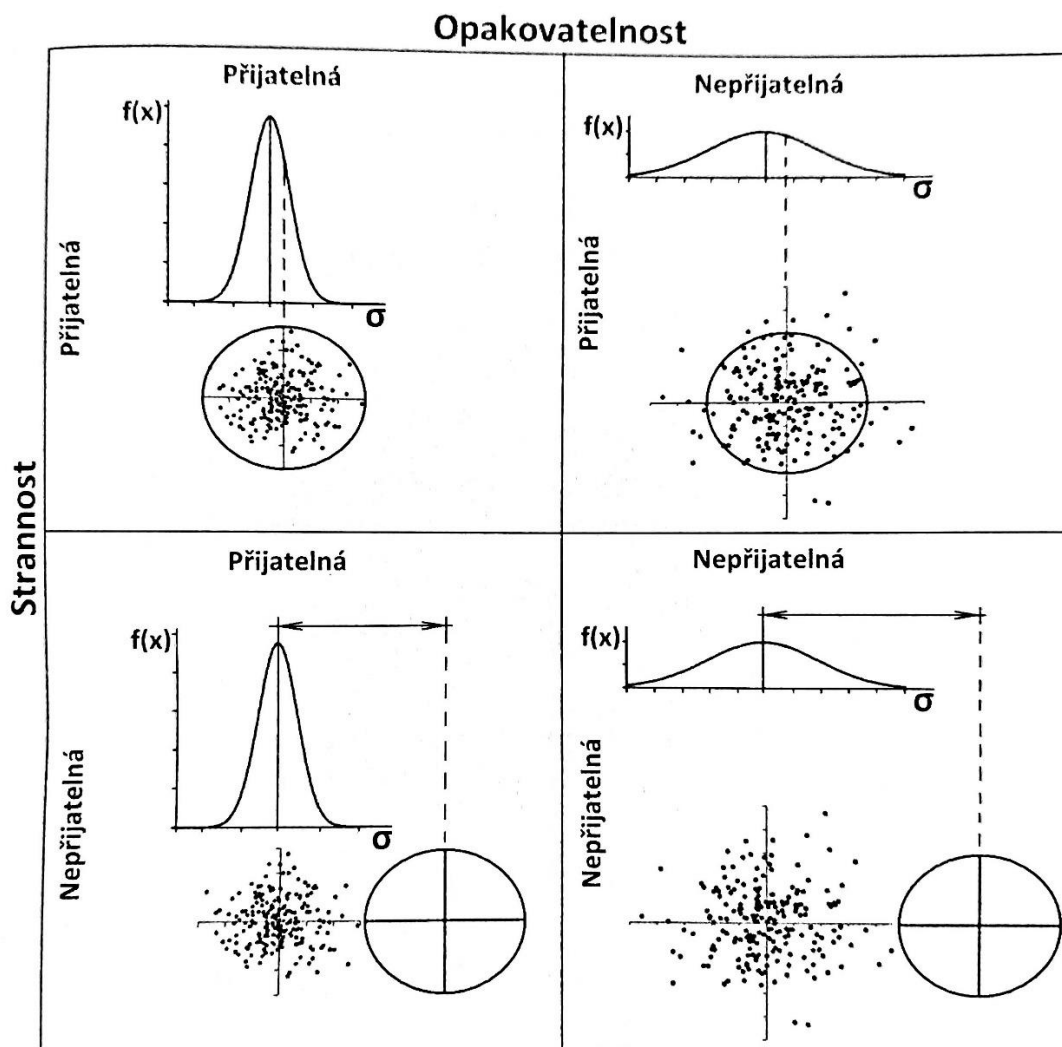 Opakovatelnost
Přijatelná
Nepřijatelná
f(x)
σ
Přijatelná
f(x)
σ
Přijatelná
Strannost
Přijatelná
Nepřijatelná
f(x)
σ
Nepřijatelná
f(x)
σ
Nepřijatelná